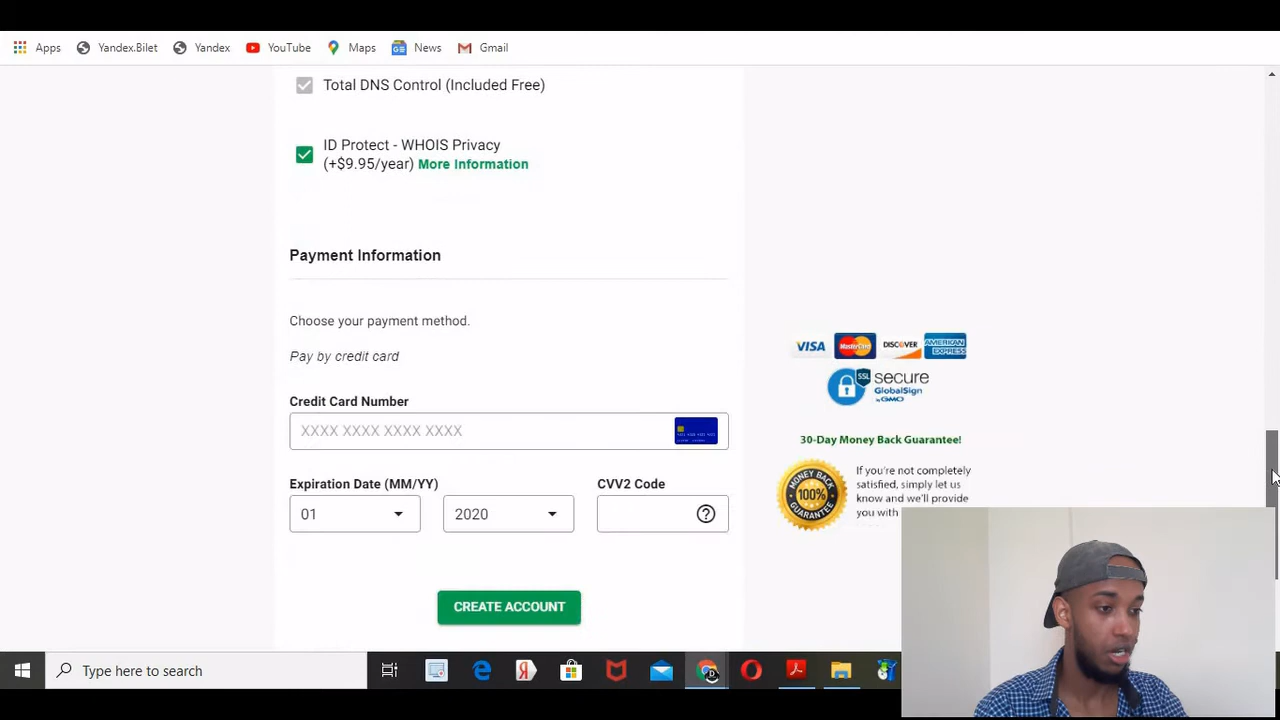 Apps
Yandex.Bilet
Yandex
YouTube
Maps
News
Gmail
Total DNS Control (Included Free)
ID Protect - WHOIS Privacy
(+$9.95/year) More Information
Payment Information
Choose your payment method.
Pay by credit card
Credit Card Number
XXXX XXXX XXXX XXXX
Expiration Date (MM/YY)
CVV2 Code
01
2020
CREATE ACCOUNT
VISA
MasterCard
DISCOVER
AMERICAN
EXPRESS
SSL
secure
GlobalSign
by GMO
30-Day Money Back Guarantee!
MONEY BACK
100%
GUARANTEE
If you're not completely
satisfied, simply let us
know and we'll provide
you with
Type here to search